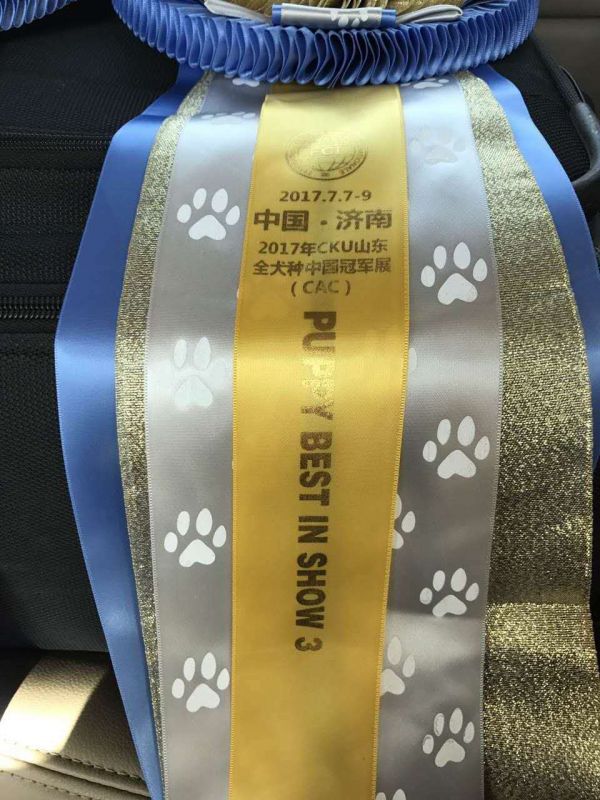 2017.7.7-9
中国·济南
2017年CKU山东
全犬种中国冠军展
(CAC)
PUPPY BEST IN SHOW 3